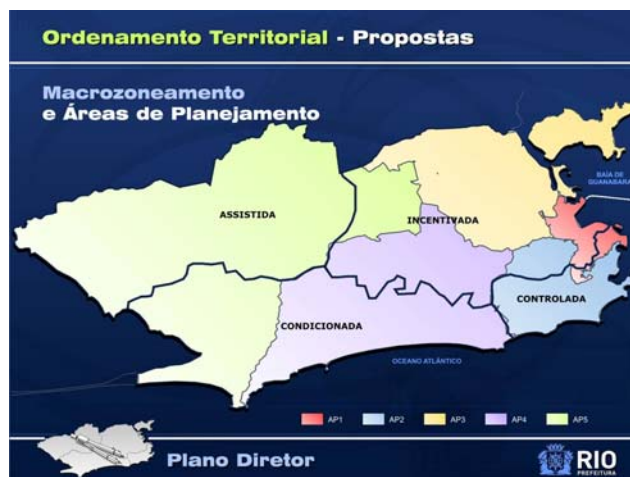 Ordenamento Territorial - Propostas
Macrozoneamento
e Áreas de Planejamento
BAÍA DE
GUANABARA
ASSISTIDA
INCENTIVADA
CONTROLADA
CONDICIONADA
OCEANO ATLÂNTICO
AP1 AP2 AP3 AP4 AP5
Plano Diretor
RIO
PREFEITURA